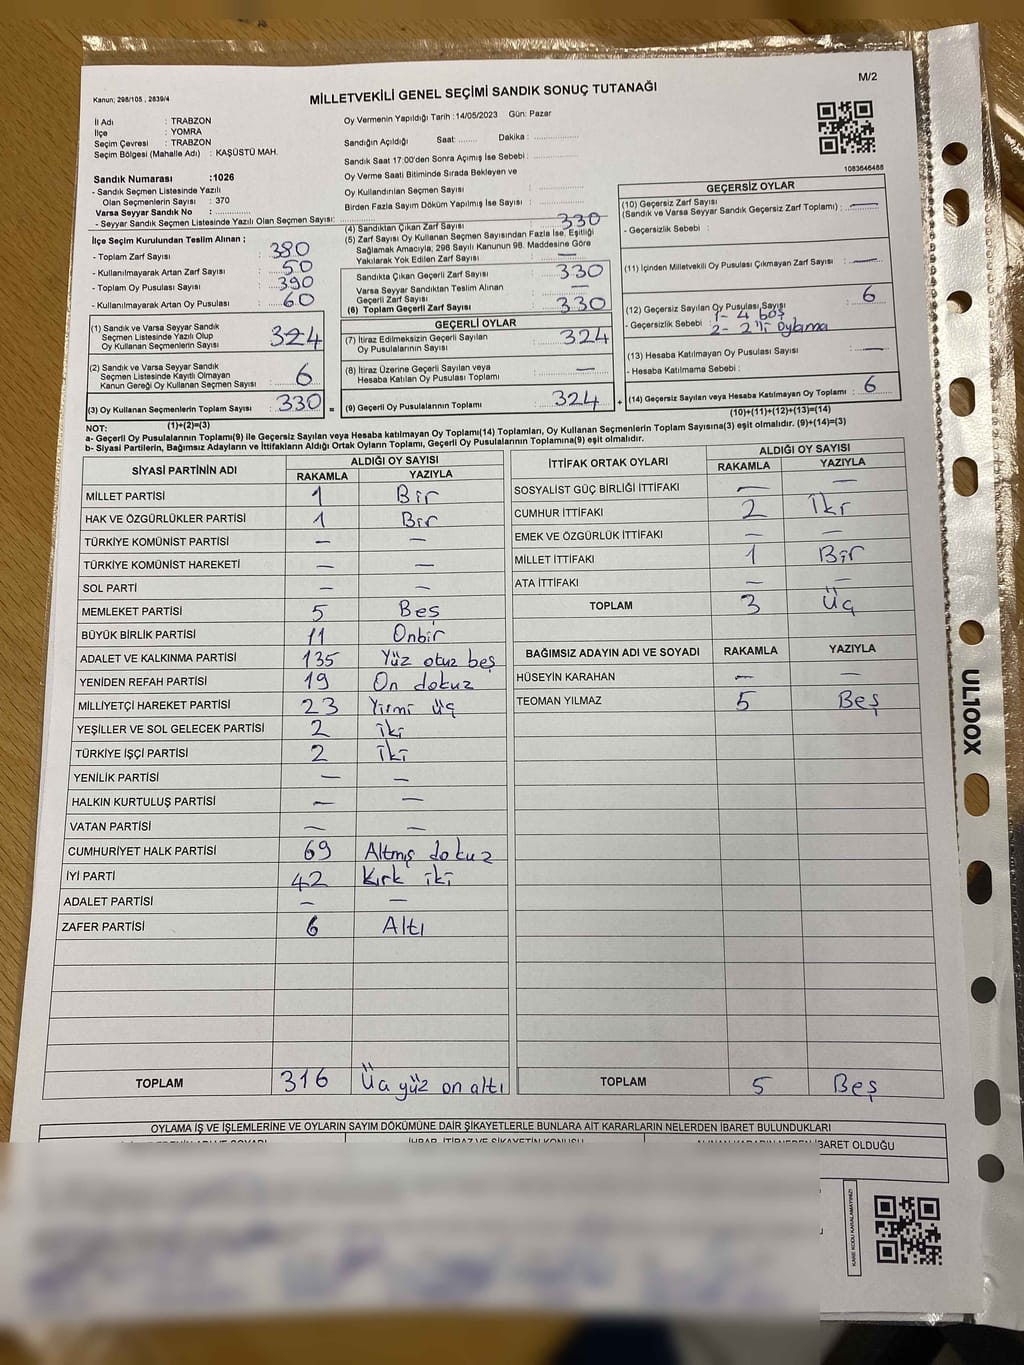 M/2
Kanun; 298/105 , 2839/4
MİLLETVEKİLİ GENEL SEÇİMİ SANDIK SONUÇ TUTANAĞI
İl Adı : TRABZON
İlçe : YOMRA
Seçim Çevresi : TRABZON
Seçim Bölgesi (Mahalle Adı) : KAŞÜSTÜ MAH.
Oy Vermenin Yapıldığı Tarih : 14/05/2023 Gün: Pazar
Sandığın Açıldığı Saat: ........ Dakika : ................
Sandık Saat 17:00'den Sonra Açılmış İse Sebebi : ................
Oy Verme Saati Bitiminde Sırada Bekleyen ve
Oy Kullandırılan Seçmen Sayısı : ................
Birden Fazla Sayım Dökümü Yapılmış İse Sayısı : ................
1083646488
Sandık Numarası :1026
- Sandık Seçmen Listesinde Yazılı
Olan Seçmenlerin Sayısı : 370
Varsa Seyyar Sandık No : ................
- Seyyar Sandık Seçmen Listesinde Yazılı Olan Seçmen Sayısı: ................
İlçe Seçim Kurulundan Teslim Alınan ;
- Toplam Zarf Sayısı : 380
- Kullanılmayarak Artan Zarf Sayısı : 50
- Toplam Oy Pusulası Sayısı : 390
- Kullanılmayarak Artan Oy Pusulası : 60
(1) Sandık ve Varsa Seyyar Sandık
Seçmen Listesinde Yazılı Olup
Oy Kullanan Seçmenlerin Sayısı : 324
(2) Sandık ve Varsa Seyyar Sandık
Seçmen Listesinde Kayıtlı Olmayan
Kanun Gereği Oy Kullanan Seçmen Sayısı : 6
(3) Oy Kullanan Seçmenlerin Toplam Sayısı : 330 =
(1)+(2)=(3)
(4) Sandıktan Çıkan Zarf Sayısı : 330
(5) Zarf Sayısı Oy Kullanan Seçmen Sayısından Fazla İse, Eşitliği
Sağlamak Amacıyla; 298 Sayılı Kanunun 98. Maddesine Göre
Yakılarak Yok Edilen Zarf Sayısı : —
Sandıkta Çıkan Geçerli Zarf Sayısı : 330
Varsa Seyyar Sandıktan Teslim Alınan
Geçerli Zarf Sayısı : —
(6) Toplam Geçerli Zarf Sayısı : 330
GEÇERLİ OYLAR
(7) İtiraz Edilmeksizin Geçerli Sayılan
Oy Pusulalarının Sayısı : 324
(8) İtiraz Üzerine Geçerli Sayılan veya
Hesaba Katılan Oy Pusulası Toplamı : —
(9) Geçerli Oy Pusulalarının Toplamı : 324 +
GEÇERSİZ OYLAR
(10) Geçersiz Zarf Sayısı
(Sandık ve Varsa Seyyar Sandık Geçersiz Zarf Toplamı) : —
- Geçersizlik Sebebi :
(11) İçinden Milletvekili Oy Pusulası Çıkmayan Zarf Sayısı : —
(12) Geçersiz Sayılan Oy Pusulası Sayısı : 6
- Geçersizlik Sebebi : 1- 4 boş
2- 2'li oylama
(13) Hesaba Katılmayan Oy Pusulası Sayısı : —
- Hesaba Katılmama Sebebi :
(14) Geçersiz Sayılan veya Hesaba Katılmayan Oy Toplamı : 6
(10)+(11)+(12)+(13)=(14)
NOT:
a- Geçerli Oy Pusulalarının Toplamı(9) ile Geçersiz Sayılan veya Hesaba Katılmayan Oy Toplamı(14) Toplamları, Oy Kullanan Seçmenlerin Toplam Sayısına(3) eşit olmalıdır. (9)+(14)=(3)
b- Siyasi Partilerin, Bağımsız Adayların ve İttifakların Aldığı Ortak Oyların Toplamı, Geçerli Oy Pusulalarının Toplamına(9) eşit olmalıdır.
SİYASİ PARTİNİN ADI ALDIĞI OY SAYISI
RAKAMLA YAZIYLA
MİLLET PARTİSİ 1 Bir
HAK VE ÖZGÜRLÜKLER PARTİSİ 1 Bir
TÜRKİYE KOMÜNİST PARTİSİ — —
TÜRKİYE KOMÜNİST HAREKETİ — —
SOL PARTİ — —
MEMLEKET PARTİSİ 5 Beş
BÜYÜK BİRLİK PARTİSİ 11 Onbir
ADALET VE KALKINMA PARTİSİ 135 Yüz otuz beş
YENİDEN REFAH PARTİSİ 19 On dokuz
MİLLİYETÇİ HAREKET PARTİSİ 23 Yirmi üç
YEŞİLLER VE SOL GELECEK PARTİSİ 2 iki
TÜRKİYE İŞÇİ PARTİSİ 2 iki
YENİLİK PARTİSİ — —
HALKIN KURTULUŞ PARTİSİ — —
VATAN PARTİSİ — —
CUMHURİYET HALK PARTİSİ 69 Altmış dokuz
İYİ PARTİ 42 Kırk iki
ADALET PARTİSİ — —
ZAFER PARTİSİ 6 Altı
TOPLAM 316 Üç yüz on altı
İTTİFAK ORTAK OYLARI ALDIĞI OY SAYISI
RAKAMLA YAZIYLA
SOSYALİST GÜÇ BİRLİĞİ İTTİFAKI — —
CUMHUR İTTİFAKI 2 İki
EMEK VE ÖZGÜRLÜK İTTİFAKI — —
MİLLET İTTİFAKI 1 Bir
ATA İTTİFAKI — —
TOPLAM 3 Üç
BAĞIMSIZ ADAYIN ADI VE SOYADI RAKAMLA YAZIYLA
HÜSEYİN KARAHAN — —
TEOMAN YILMAZ 5 Beş
TOPLAM 5 Beş
OYLAMA İŞ VE İŞLEMLERİNE VE OYLARIN SAYIM DÖKÜMÜNE DAİR ŞİKAYETLERLE BUNLARA AİT KARARLARIN NELERDEN İBARET BULUNDUKLARI
İHBAR, İTİRAZ VE ŞİKAYETİN KONUSU
ALINAN KARARIN NEDEN İBARET OLDUĞU
KARE KODU KARALAMAYINIZ!
UL100X